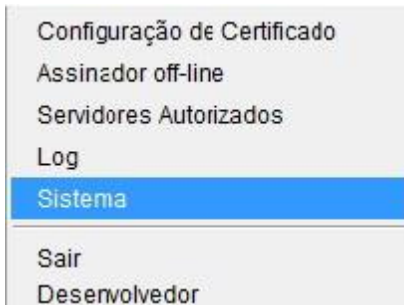 Configuração de Certificado
Assinador off-line
Servidores Autorizados
Log
Sistema
Sair
Desenvolvedor